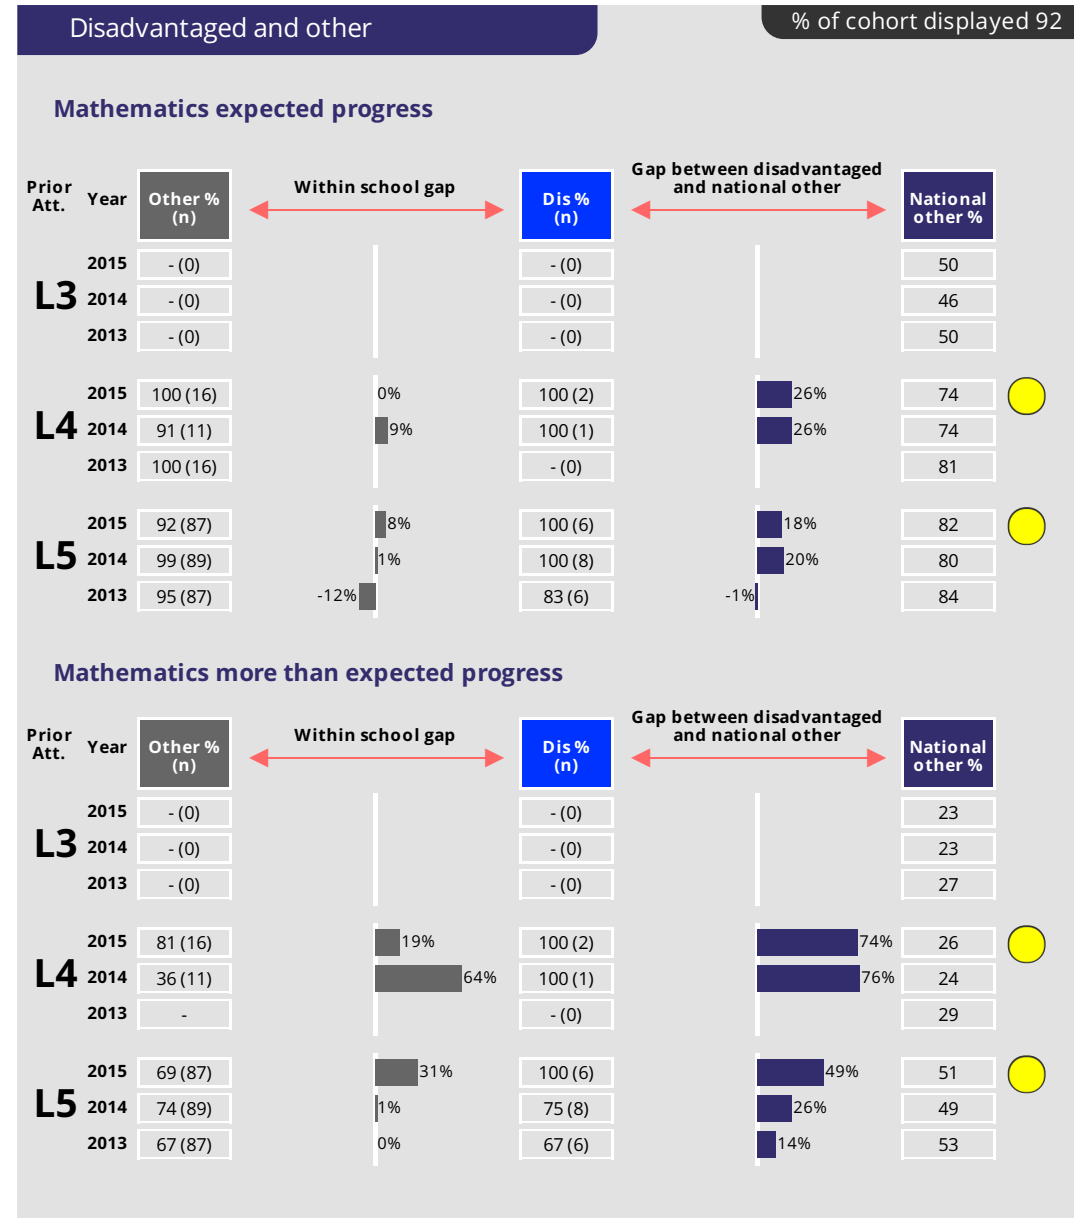 Disadvantaged and other
% of cohort displayed 92
Mathematics expected progress
Prior Att.
Year
Other % (n)
Within school gap
Dis % (n)
Gap between disadvantaged and national other
National other %
L3
2015 - (0) - (0) 50
2014 - (0) - (0) 46
2013 - (0) - (0) 50
L4
2015 100 (16) 0% 100 (2) 26% 74
2014 91 (11) 9% 100 (1) 26% 74
2013 100 (16) - (0) 81
L5
2015 92 (87) 8% 100 (6) 18% 82
2014 99 (89) 1% 100 (8) 20% 80
2013 95 (87) -12% 83 (6) -1% 84
Mathematics more than expected progress
Prior Att.
Year
Other % (n)
Within school gap
Dis % (n)
Gap between disadvantaged and national other
National other %
L3
2015 - (0) - (0) 23
2014 - (0) - (0) 23
2013 - (0) - (0) 27
L4
2015 81 (16) 19% 100 (2) 74% 26
2014 36 (11) 64% 100 (1) 76% 24
2013 - - (0) 29
L5
2015 69 (87) 31% 100 (6) 49% 51
2014 74 (89) 1% 75 (8) 26% 49
2013 67 (87) 0% 67 (6) 14% 53